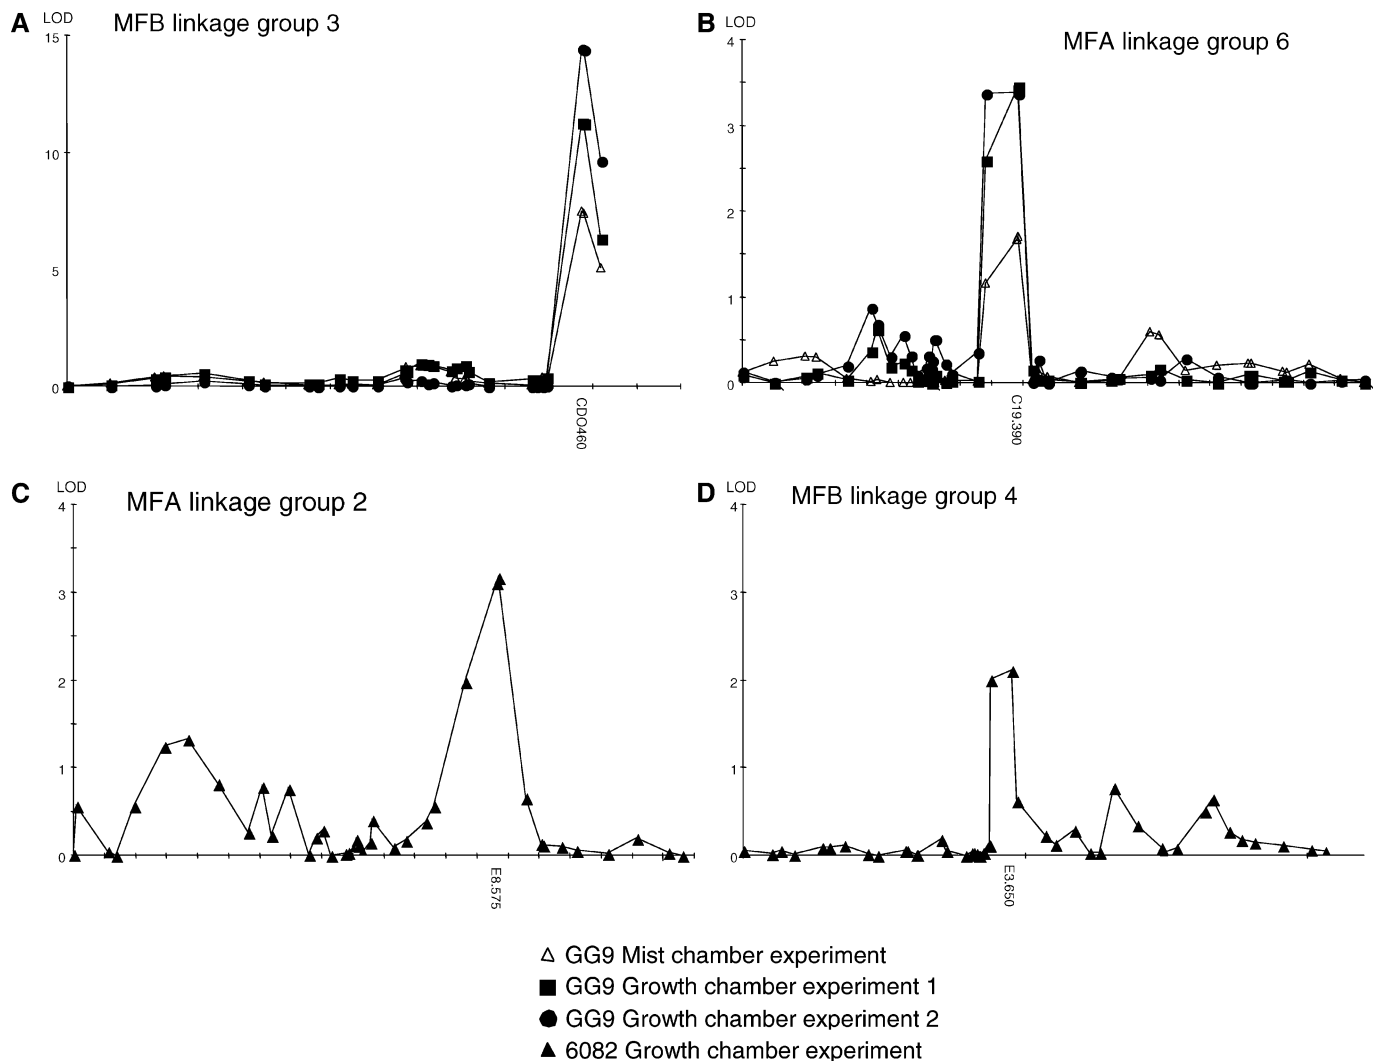 A LOD MFB linkage group 3
15
10
5
0
CDO460
B LOD MFA linkage group 6
4
3
2
1
0
C19.390
C LOD MFA linkage group 2
4
3
2
1
0
E8.575
D LOD MFB linkage group 4
4
3
2
1
0
E3.650
GG9 Mist chamber experiment
GG9 Growth chamber experiment 1
GG9 Growth chamber experiment 2
6082 Growth chamber experiment